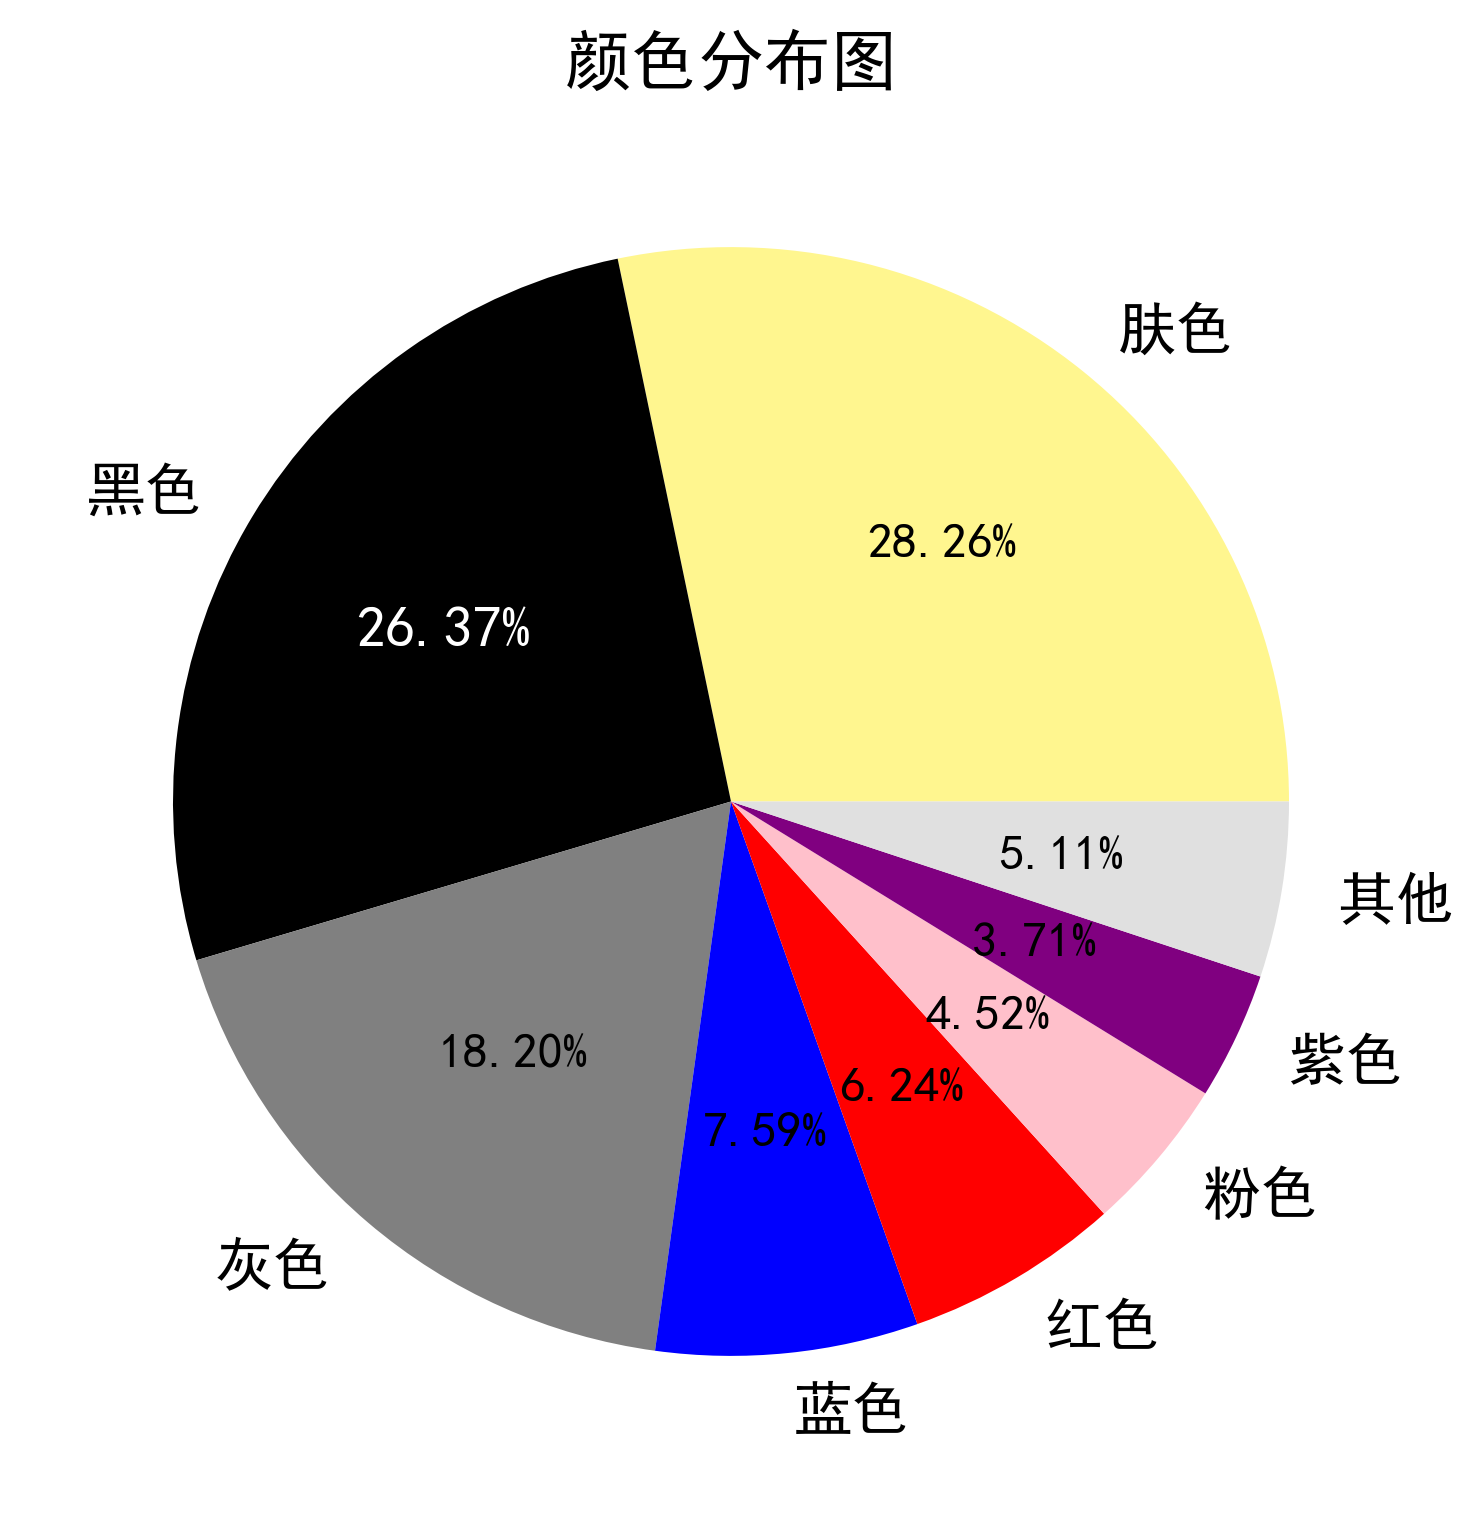 颜色分布图
肤色
28.26%
黑色
26.37%
灰色
18.20%
蓝色
7.59%
红色
6.24%
粉色
4.52%
紫色
3.71%
其他
5.11%